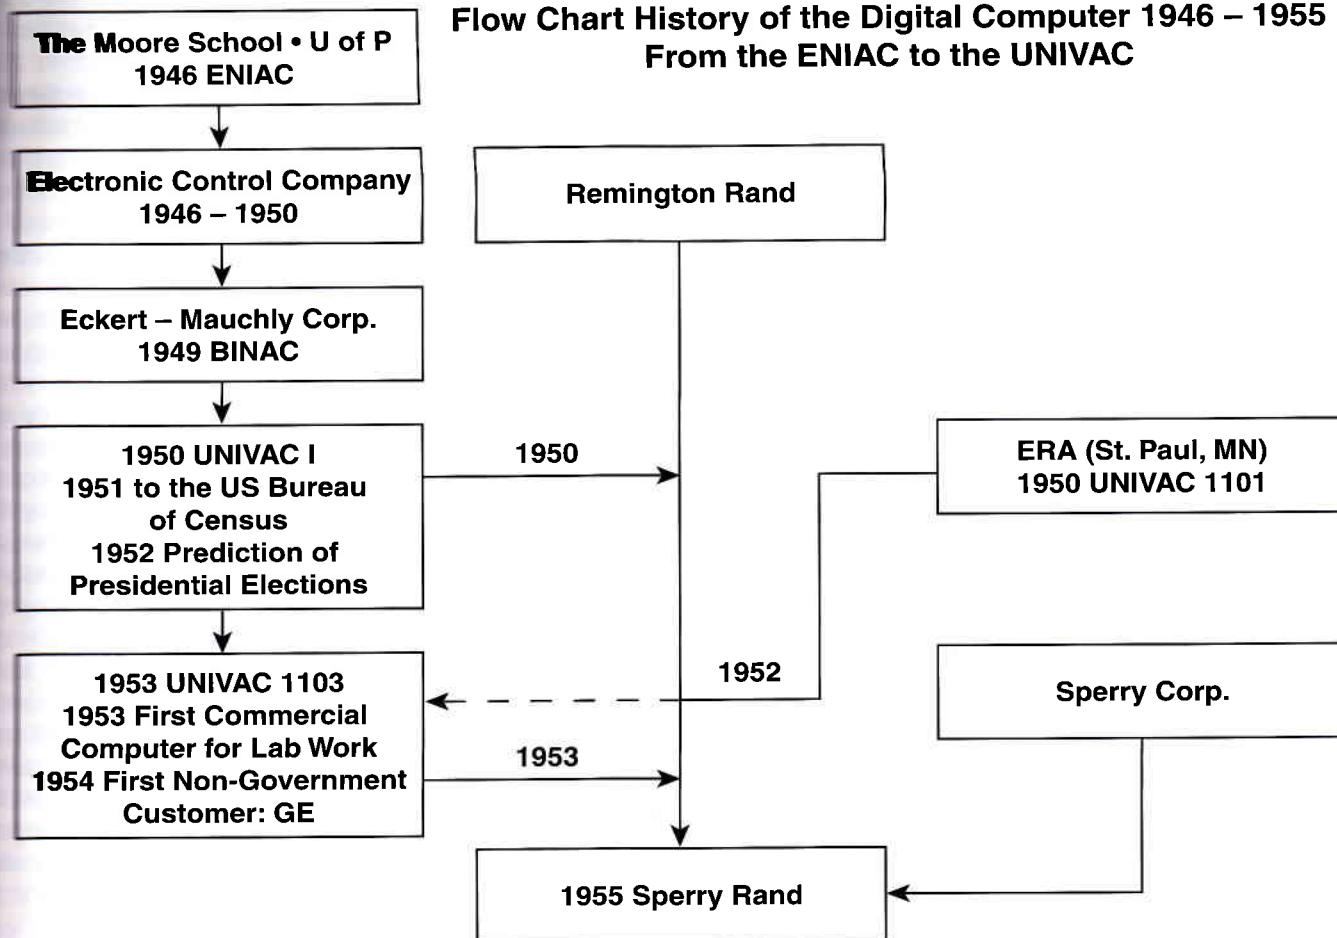 Flow Chart History of the Digital Computer 1946 – 1955
From the ENIAC to the UNIVAC
The Moore School • U of P
1946 ENIAC
Electronic Control Company
1946 – 1950
Remington Rand
Eckert – Mauchly Corp.
1949 BINAC
1950 UNIVAC I
1951 to the US Bureau
of Census
1952 Prediction of
Presidential Elections
1950
ERA (St. Paul, MN)
1950 UNIVAC 1101
1953 UNIVAC 1103
1953 First Commercial
Computer for Lab Work
1954 First Non-Government
Customer: GE
1952
1953
Sperry Corp.
1955 Sperry Rand